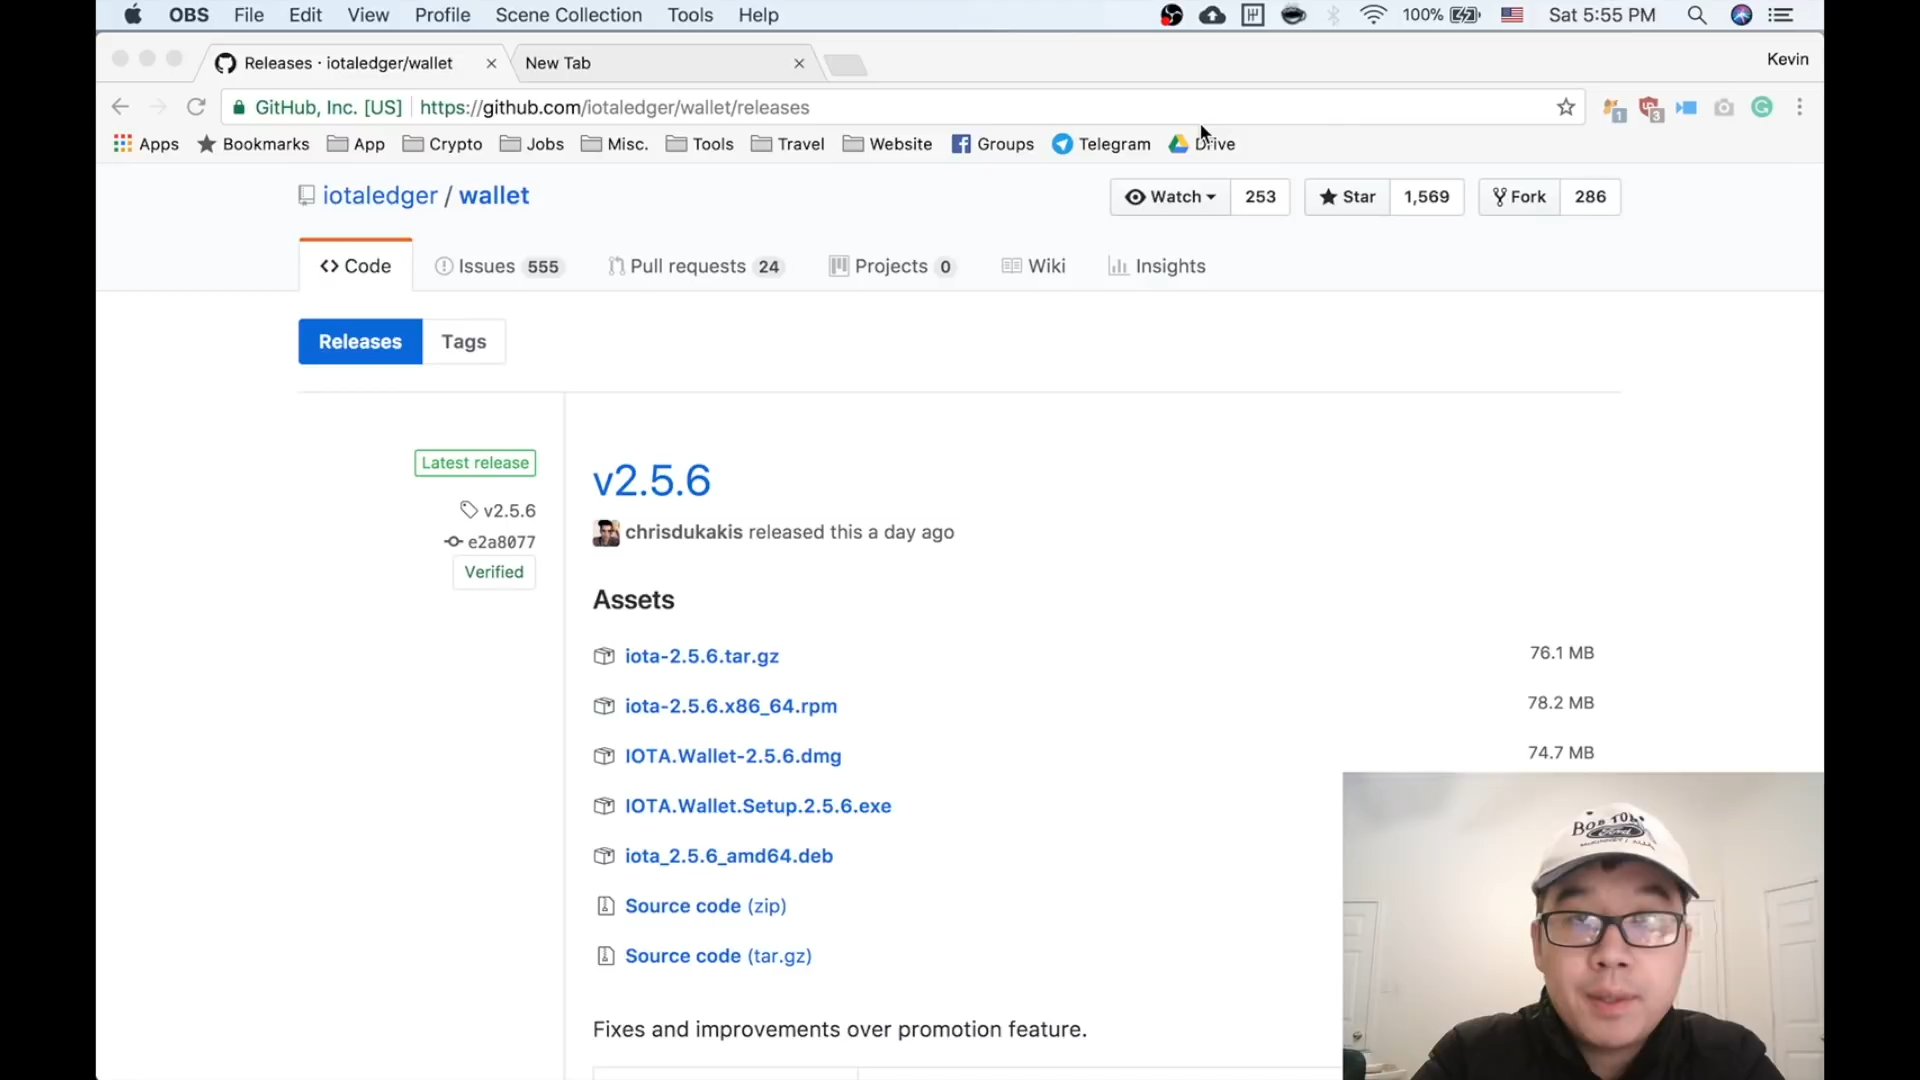 OBS File Edit View Profile Scene Collection Tools Help 100% Sat 5:55 PM
Releases · iotaledger/wallet New Tab Kevin
GitHub, Inc. [US] https://github.com/iotaledger/wallet/releases 1 3
Apps Bookmarks App Crypto Jobs Misc. Tools Travel Website Groups Telegram Drive
iotaledger / wallet Watch 253 Star 1,569 Fork 286
Code Issues 555 Pull requests 24 Projects 0 Wiki Insights
Releases Tags
Latest release
v2.5.6
e2a8077
Verified
v2.5.6
chrisdukakis released this a day ago
Assets
iota-2.5.6.tar.gz 76.1 MB
iota-2.5.6.x86_64.rpm 78.2 MB
IOTA.Wallet-2.5.6.dmg 74.7 MB
IOTA.Wallet.Setup.2.5.6.exe
iota_2.5.6_amd64.deb
Source code (zip)
Source code (tar.gz)
Fixes and improvements over promotion feature.
Ford